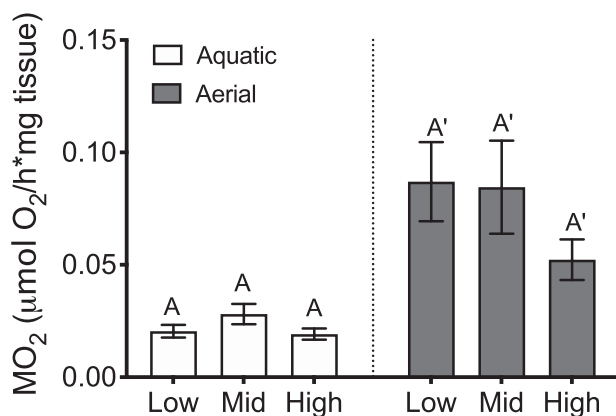 MO2 (μmol O2/h*mg tissue)
0.15
0.10
0.05
0.00
Aquatic
Aerial
A
A
A
A'
A'
A'
Low Mid High Low Mid High